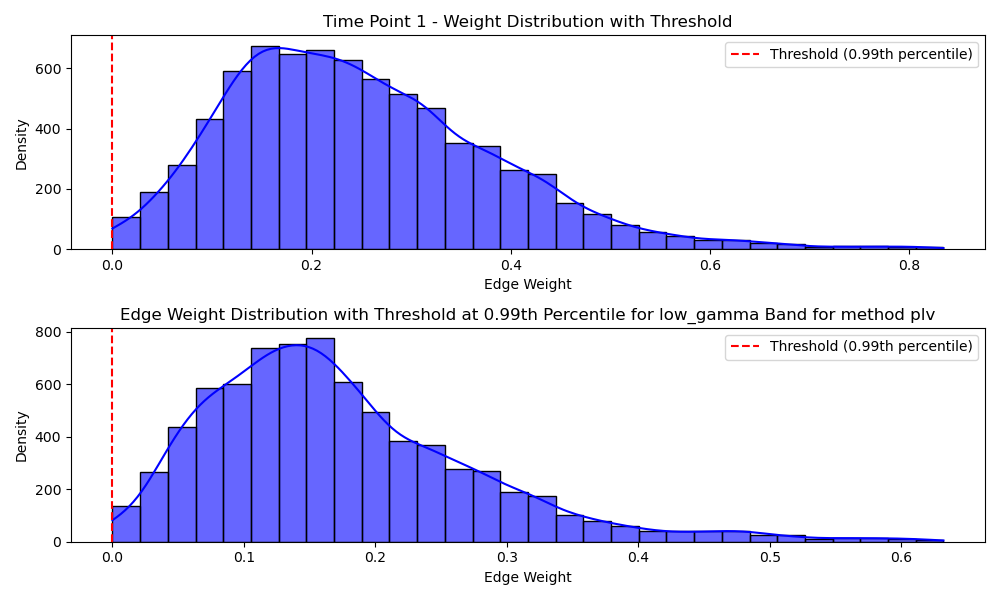 Time Point 1 - Weight Distribution with Threshold
Threshold (0.99th percentile)
Density
600
400
200
0
0.0 0.2 0.4 0.6 0.8
Edge Weight
Edge Weight Distribution with Threshold at 0.99th Percentile for low_gamma Band for method plv
Threshold (0.99th percentile)
Density
800
600
400
200
0
0.0 0.1 0.2 0.3 0.4 0.5 0.6
Edge Weight